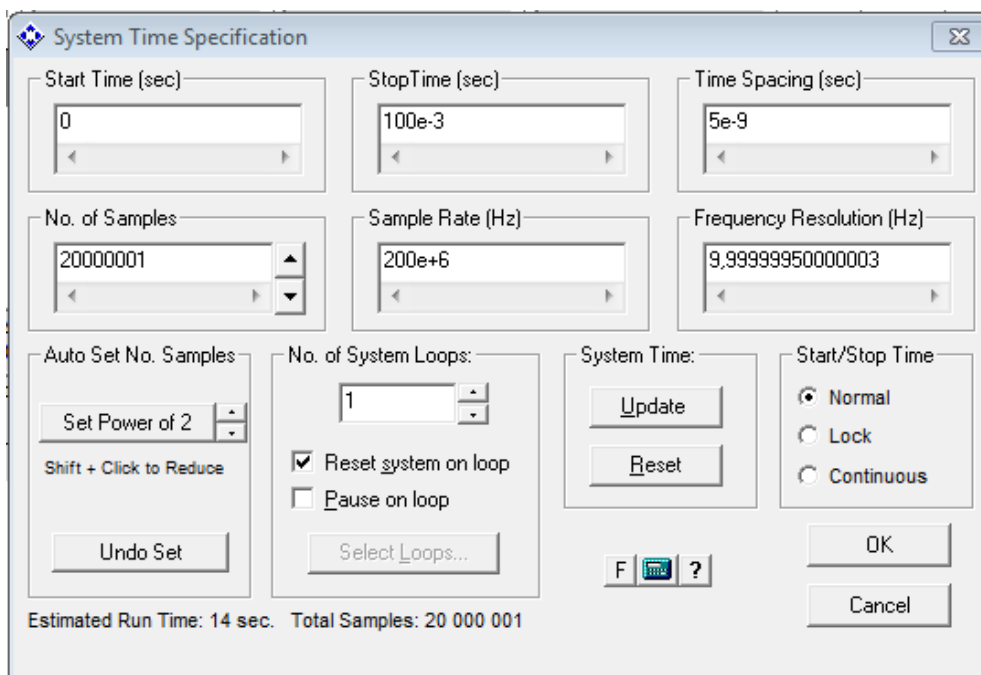 System Time Specification
Start Time (sec)
0
StopTime (sec)
100e-3
Time Spacing (sec)
5e-9
No. of Samples
20000001
Sample Rate (Hz)
200e+6
Frequency Resolution (Hz)
9,99999950000003
Auto Set No. Samples
Set Power of 2
Shift + Click to Reduce
Undo Set
No. of System Loops:
1
Reset system on loop
Pause on loop
Select Loops...
System Time:
Update
Reset
Start/Stop Time
Normal
Lock
Continuous
F
?
OK
Cancel
Estimated Run Time: 14 sec. Total Samples: 20 000 001